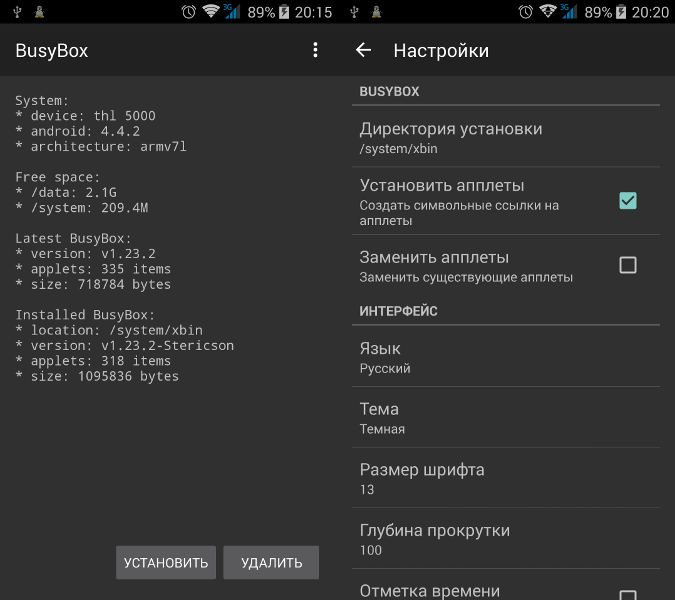 3G 89% 20:15
BusyBox
System:
* device: thl 5000
* android: 4.4.2
* architecture: armv7l
Free space:
* /data: 2.1G
* /system: 209.4M
Latest BusyBox:
* version: v1.23.2
* applets: 335 items
* size: 718784 bytes
Installed BusyBox:
* location: /system/xbin
* version: v1.23.2-Stericson
* applets: 318 items
* size: 1095836 bytes
УСТАНОВИТЬ
УДАЛИТЬ
3G 89% 20:20
Настройки
BUSYBOX
Директория установки
/system/xbin
Установить апплеты
Создать символьные ссылки на
апплеты
Заменить апплеты
Заменить существующие апплеты
ИНТЕРФЕЙС
Язык
Русский
Тема
Темная
Размер шрифта
13
Глубина прокрутки
100
Отметка времени